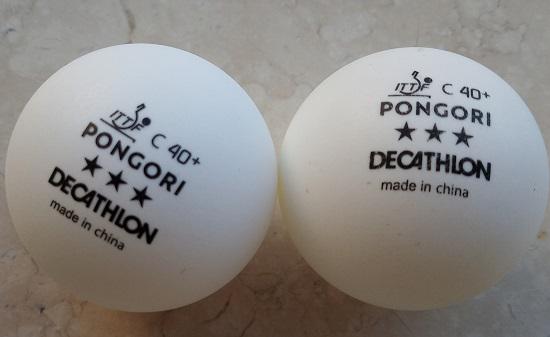 ITTF C 40+
PONGORI
★★★
DECATHLON
made in china
ITTF C 40+
PONGORI
★★★
DECATHLON
made in china